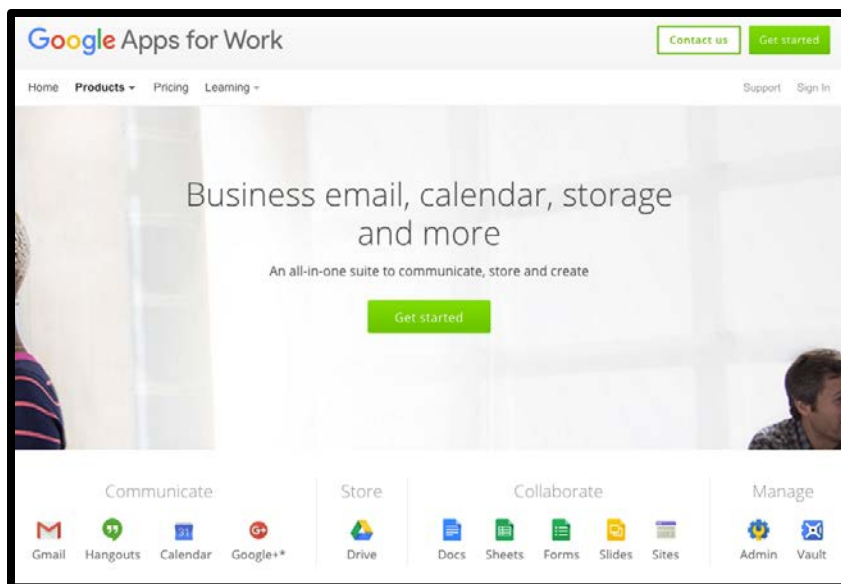 Google Apps for Work
Contact us
Get started
Home Products Pricing Learning
Support Sign In
Business email, calendar, storage
and more
An all-in-one suite to communicate, store and create
Get started
Communicate Store Collaborate Manage
31 G+
Gmail Hangouts Calendar Google+* Drive Docs Sheets Forms Slides Sites Admin Vault